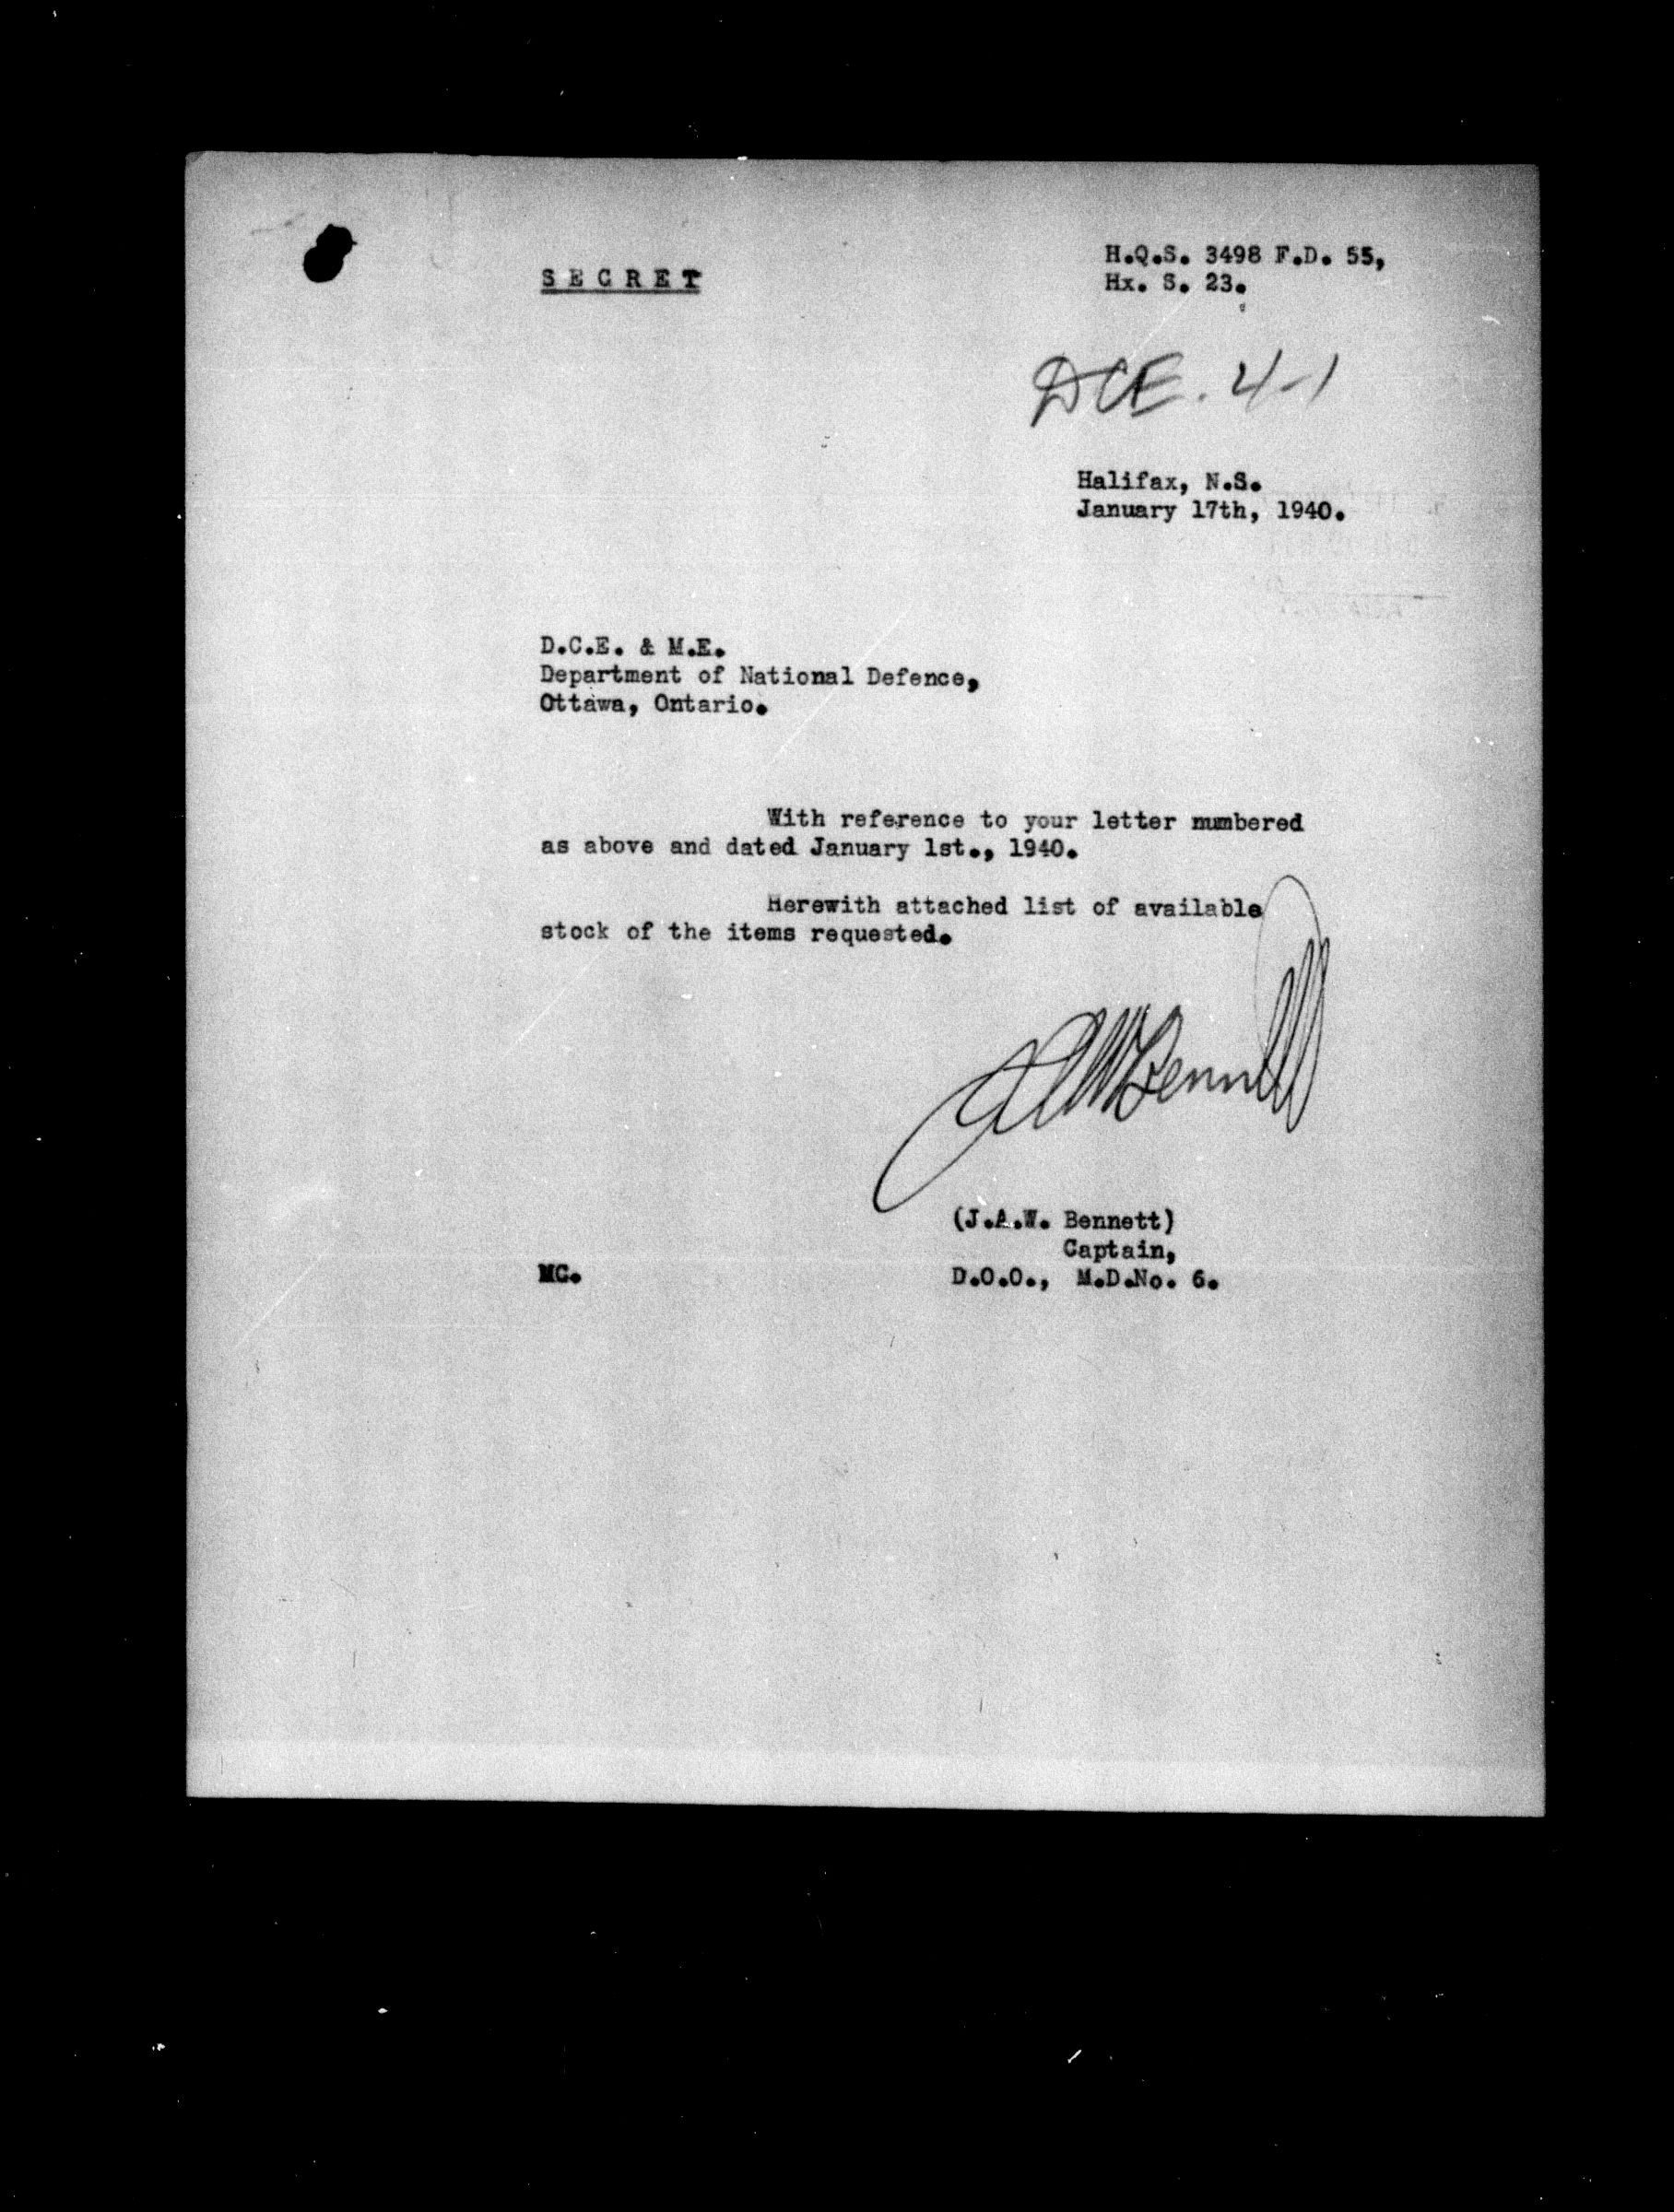 H.Q.S. 3498 F.D. 55,
SECRET
Hx. S. 23.
DCE. 4-1
Halifax, N.S.
January 17th, 1940.
D.C.E. & M.E.
Department of National Defence,
Ottawa, Ontario.
With reference to your letter numbered
as above and dated January 1st., 1940.
Herewith attached list of available
stock of the items requested.
JAWBennett
(J.A.W. Bennett)
Captain,
MC.
D.O.O., M.D.No. 6.